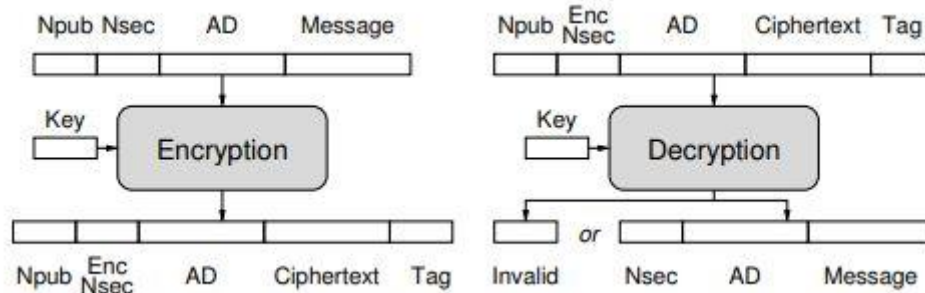 Npub Nsec AD Message
Key
Encryption
Npub Enc Nsec AD Ciphertext Tag
Npub Enc Nsec AD Ciphertext Tag
Key
Decryption
or
Invalid Nsec AD Message